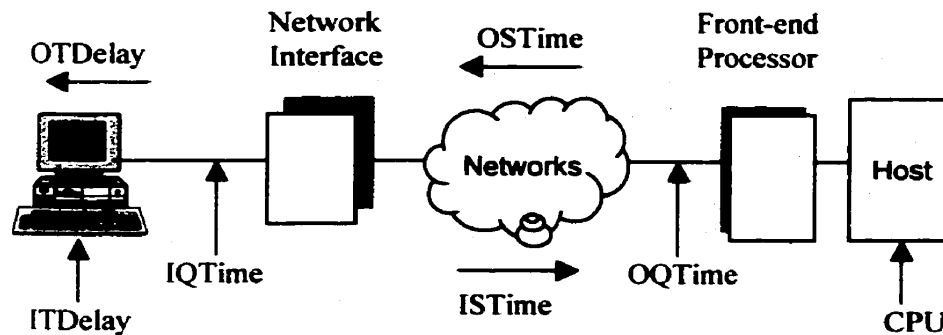 Network
Interface
Front-end
Processor
OTDelay
OSTime
Networks
Host
IQTime
ISTime
OQTime
ITDelay
CPU